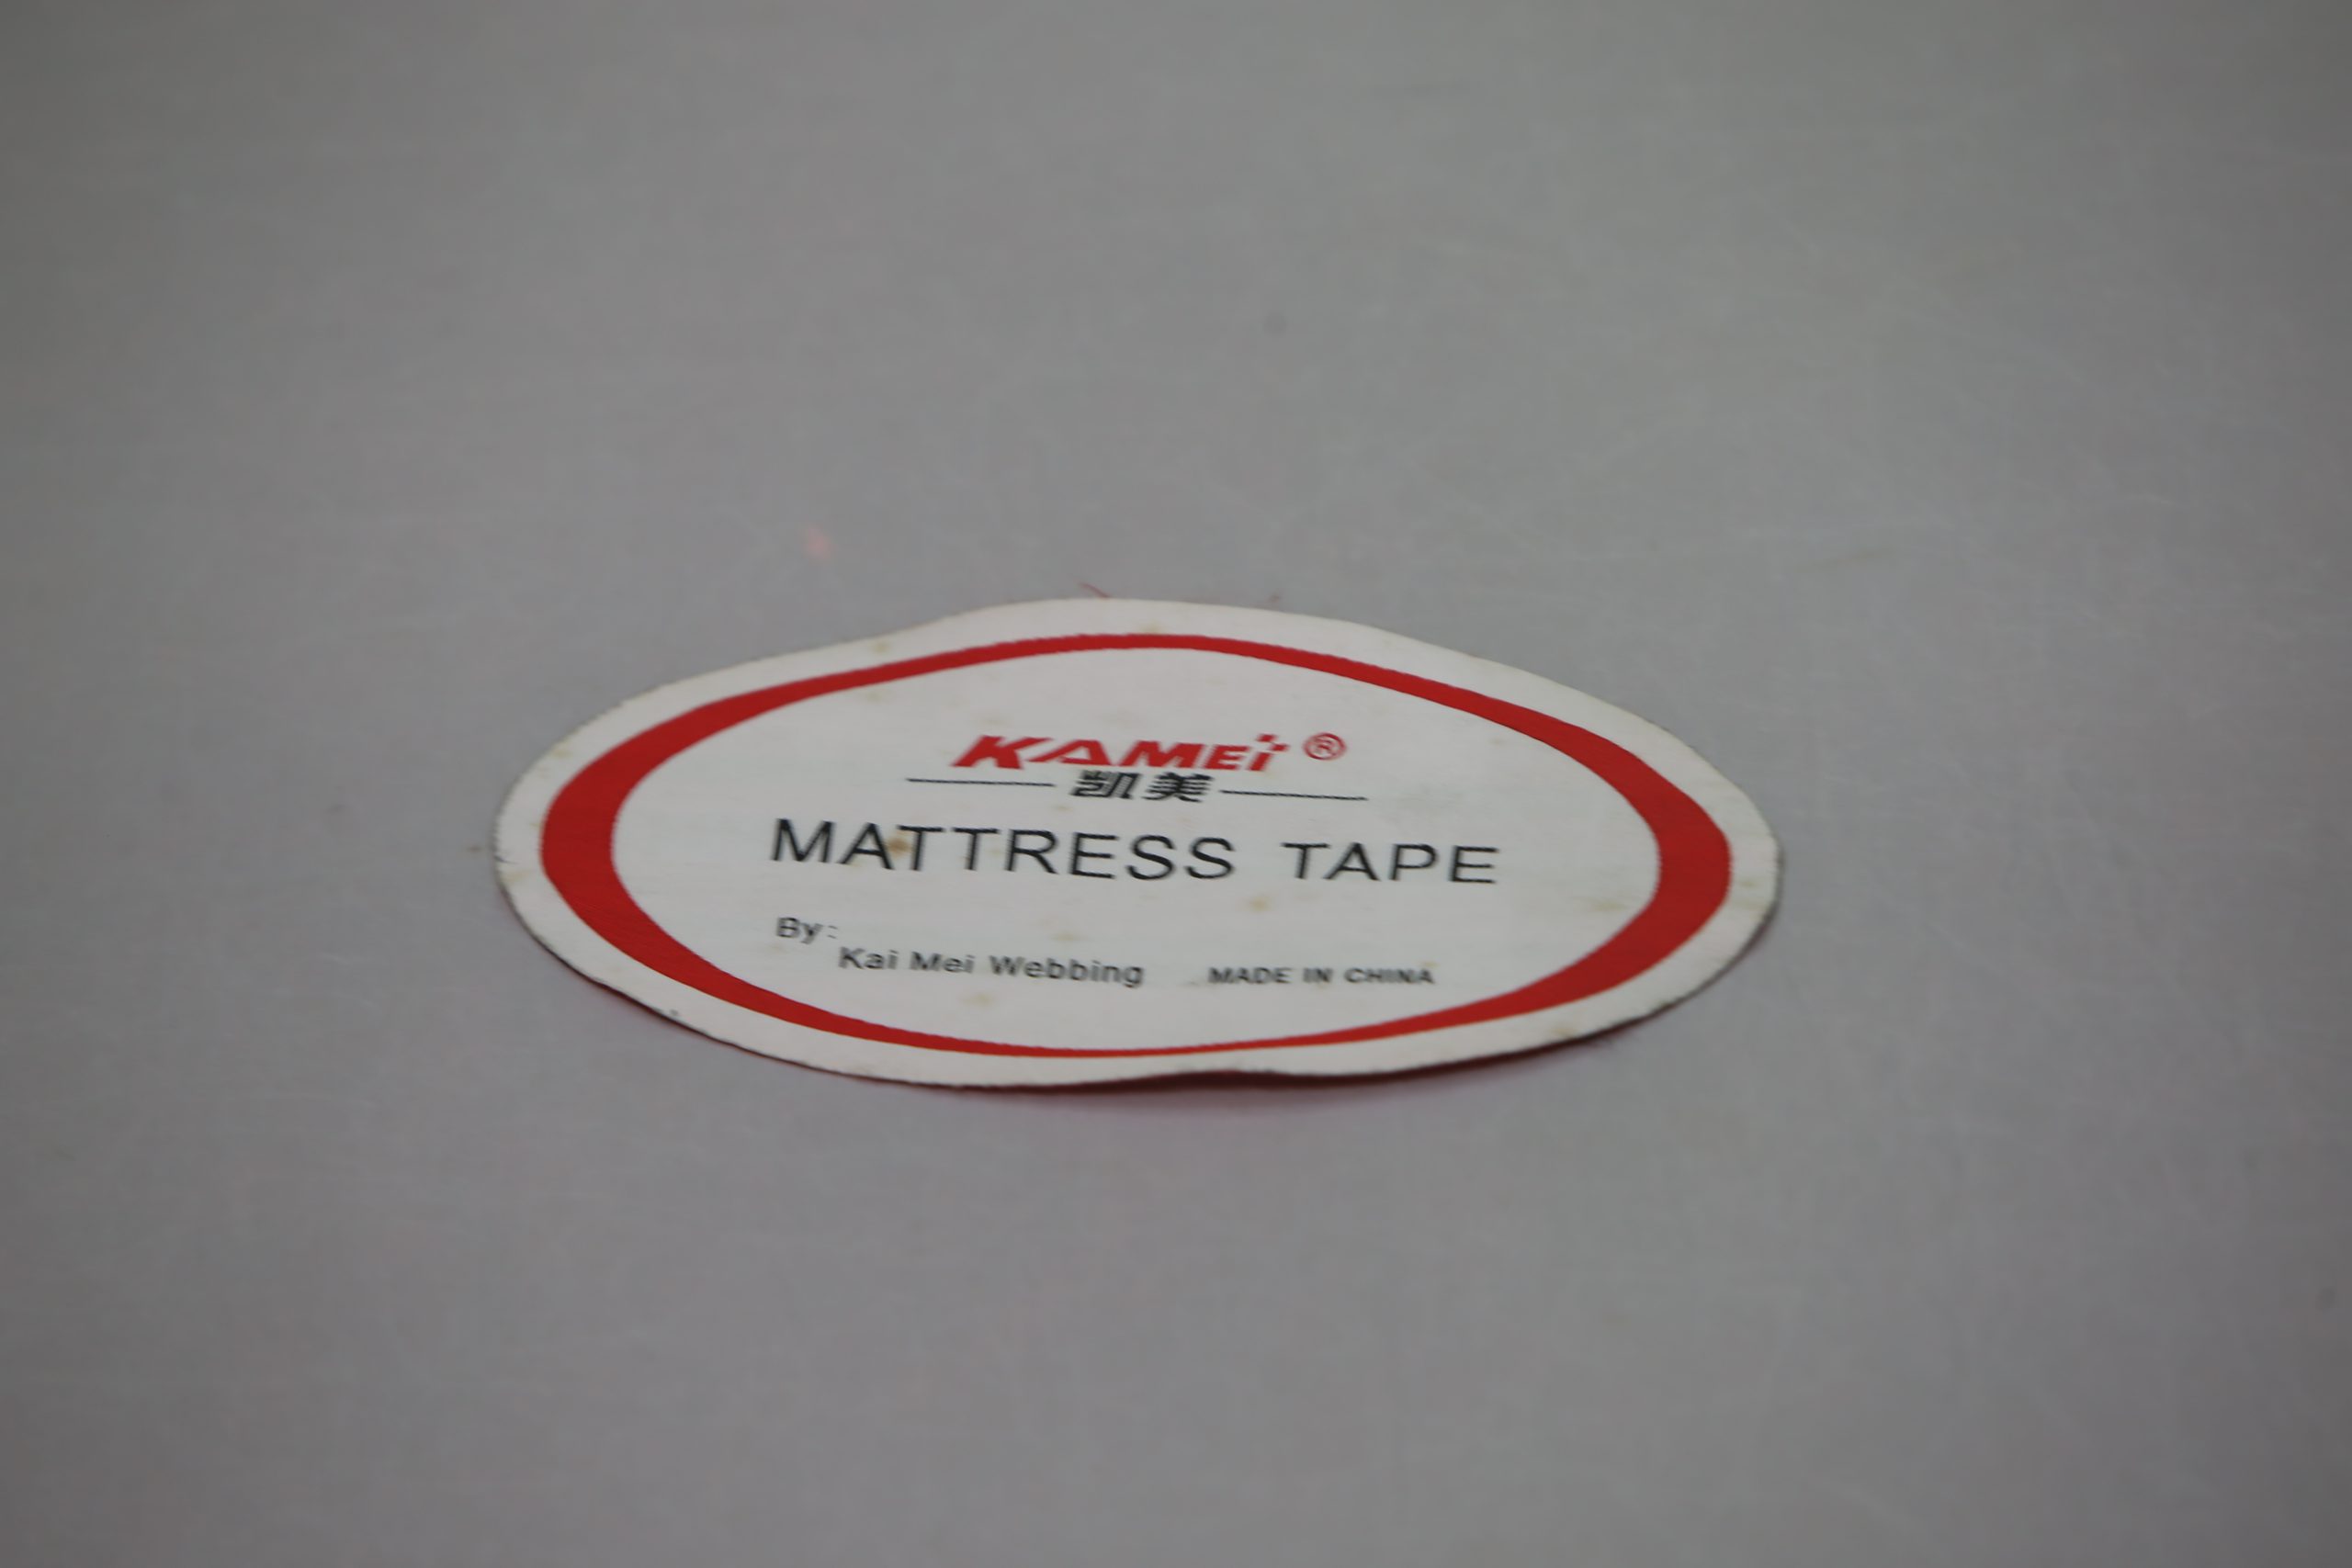 KAMEi®
凯美
MATTRESS TAPE
By:
Kai Mei Webbing MADE IN CHINA